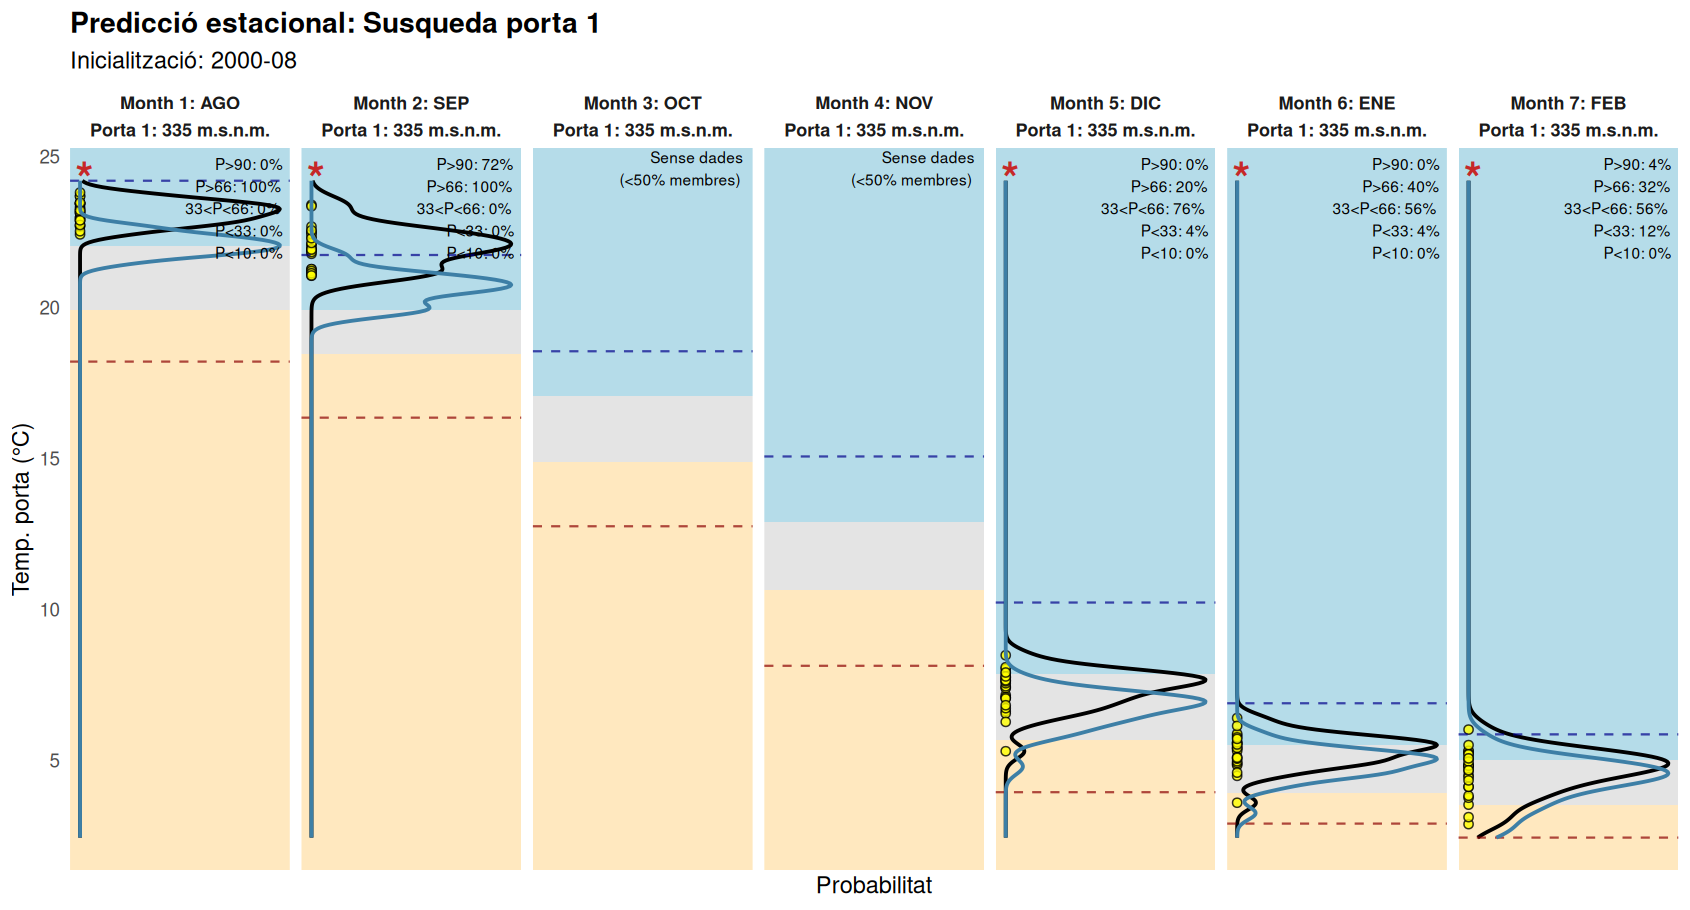 Predicció estacional: Susqueda porta 1
Inicialització: 2000-08
Month 1: AGO
Porta 1: 335 m.s.n.m.
Month 2: SEP
Porta 1: 335 m.s.n.m.
Month 3: OCT
Porta 1: 335 m.s.n.m.
Month 4: NOV
Porta 1: 335 m.s.n.m.
Month 5: DIC
Porta 1: 335 m.s.n.m.
Month 6: ENE
Porta 1: 335 m.s.n.m.
Month 7: FEB
Porta 1: 335 m.s.n.m.
Temp. porta (°C)
25
20
15
10
5
*
P>90: 0%
P>66: 100%
33<P<66: 0%
P<33: 0%
P<10: 0%
*
P>90: 72%
P>66: 100%
33<P<66: 0%
P<33: 0%
P<10: 0%
Sense dades
(<50% membres)
Sense dades
(<50% membres)
*
P>90: 0%
P>66: 20%
33<P<66: 76%
P<33: 4%
P<10: 0%
*
P>90: 0%
P>66: 40%
33<P<66: 56%
P<33: 4%
P<10: 0%
*
P>90: 4%
P>66: 32%
33<P<66: 56%
P<33: 12%
P<10: 0%
Probabilitat